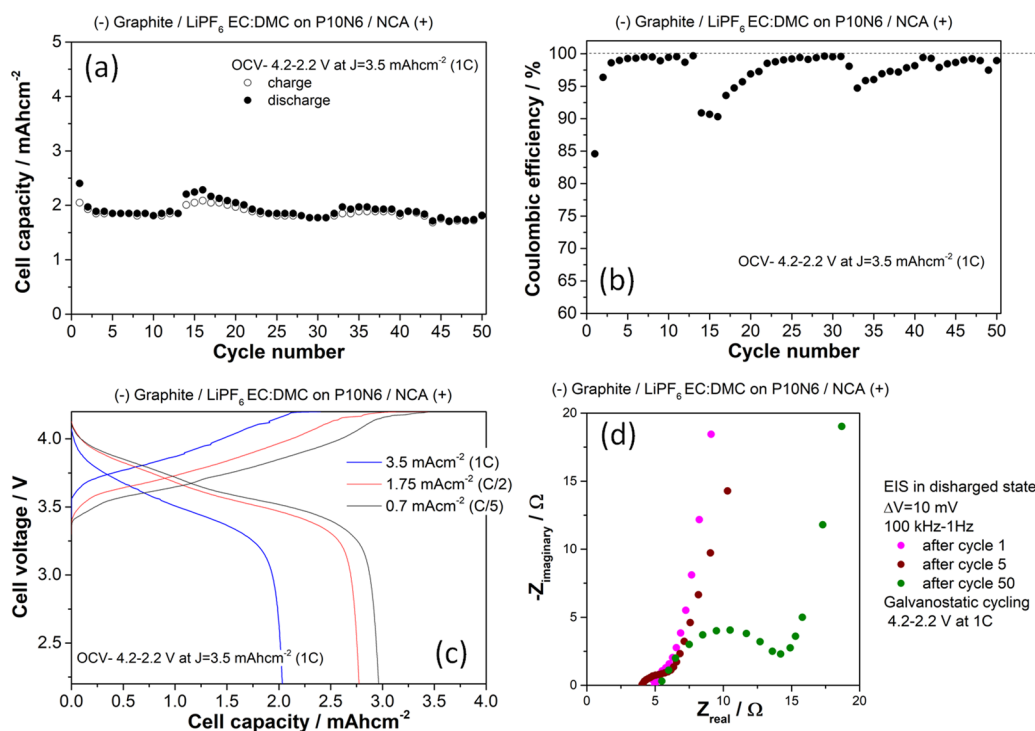 (-) Graphite / LiPF6 EC:DMC on P10N6 / NCA (+)
(a)
OCV- 4.2-2.2 V at J=3.5 mAhcm-2 (1C)
charge
discharge
Cell capacity / mAhcm-2
5
4
3
2
1
0
0 5 10 15 20 25 30 35 40 45 50
Cycle number
(-) Graphite / LiPF6 EC:DMC on P10N6 / NCA (+)
Coulombic efficiency / %
100
95
90
85
80
75
70
65
60
OCV- 4.2-2.2 V at J=3.5 mAhcm-2 (1C)
(b)
0 5 10 15 20 25 30 35 40 45 50
Cycle number
(-) Graphite / LiPF6 EC:DMC on P10N6 / NCA (+)
Cell voltage / V
4.0
3.5
3.0
2.5
3.5 mAcm-2 (1C)
1.75 mAcm-2 (C/2)
0.7 mAcm-2 (C/5)
OCV- 4.2-2.2 V at J=3.5 mAhcm-2 (1C)
(c)
0.0 0.5 1.0 1.5 2.0 2.5 3.0 3.5 4.0
Cell capacity / mAhcm-2
(-) Graphite / LiPF6 EC:DMC on P10N6 / NCA (+)
(d)
-Zimaginary / Ω
20
15
10
5
0
0 5 10 15 20
Zreal / Ω
EIS in disharged state
ΔV=10 mV
100 kHz-1Hz
after cycle 1
after cycle 5
after cycle 50
Galvanostatic cycling
4.2-2.2 V at 1C